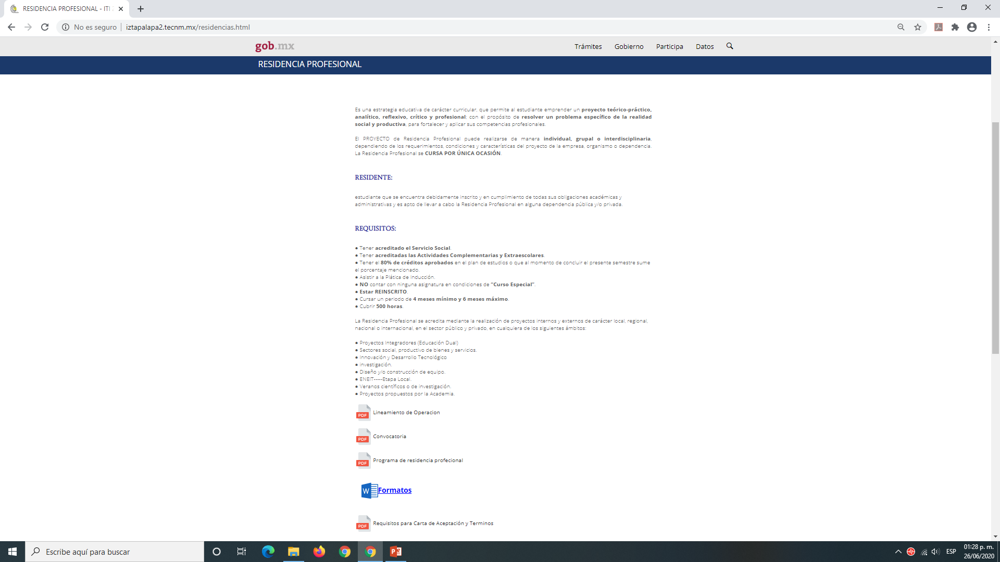 RESIDENCIA PROFESIONAL - ITI
No es seguro
iztapalapa2.tecnm.mx/residencias.html
gob.mx
Trámites
Gobierno
Participa
Datos
RESIDENCIA PROFESIONAL
Es una estrategia educativa de carácter curricular, que permite al estudiante emprender un proyecto teórico-práctico,
analítico, reflexivo, crítico y profesional; con el propósito de resolver un problema específico de la realidad
social y productiva, para fortalecer y aplicar sus competencias profesionales.
El PROYECTO de Residencia Profesional puede realizarse de manera individual, grupal o interdisciplinaria,
dependiendo de los requerimientos, condiciones y características del proyecto de la empresa, organismo o dependencia.
La Residencia Profesional se CURSA POR ÚNICA OCASIÓN.
RESIDENTE:
estudiante que se encuentra debidamente inscrito y en cumplimiento de todas sus obligaciones académicas y
administrativas y es apto de llevar a cabo la Residencia Profesional en alguna dependencia pública y/o privada.
REQUISITOS:
● Tener acreditado el Servicio Social.
● Tener acreditadas las Actividades Complementarias y Extraescolares.
● Tener el 80% de créditos aprobados en el plan de estudios o que al momento de concluir el presente semestre sume
el porcentaje mencionado.
● Asistir a la Plática de Inducción.
● NO contar con ninguna asignatura en condiciones de “Curso Especial”.
● Estar REINSCRITO.
● Cursar un periodo de 4 meses mínimo y 6 meses máximo.
● Cubrir 500 horas.
La Residencia Profesional se acredita mediante la realización de proyectos internos y externos de carácter local, regional,
nacional o internacional, en el sector público y privado, en cualquiera de los siguientes ámbitos:
● Proyectos Integradores (Educación Dual)
● Sectores social, productivo de bienes y servicios.
● Innovación y Desarrollo Tecnológico
● Investigación.
● Diseño y/o construcción de equipo.
● ENEIT-----Etapa Local.
● Veranos científicos o de investigación.
● Proyectos propuestos por la Academia.
PDF Lineamiento de Operacion
PDF Convocatoria
PDF Programa de residencia profecional
W Formatos
PDF Requisitos para Carta de Aceptación y Terminos
Escribe aquí para buscar
ESP
01:28 p. m.
26/06/2020